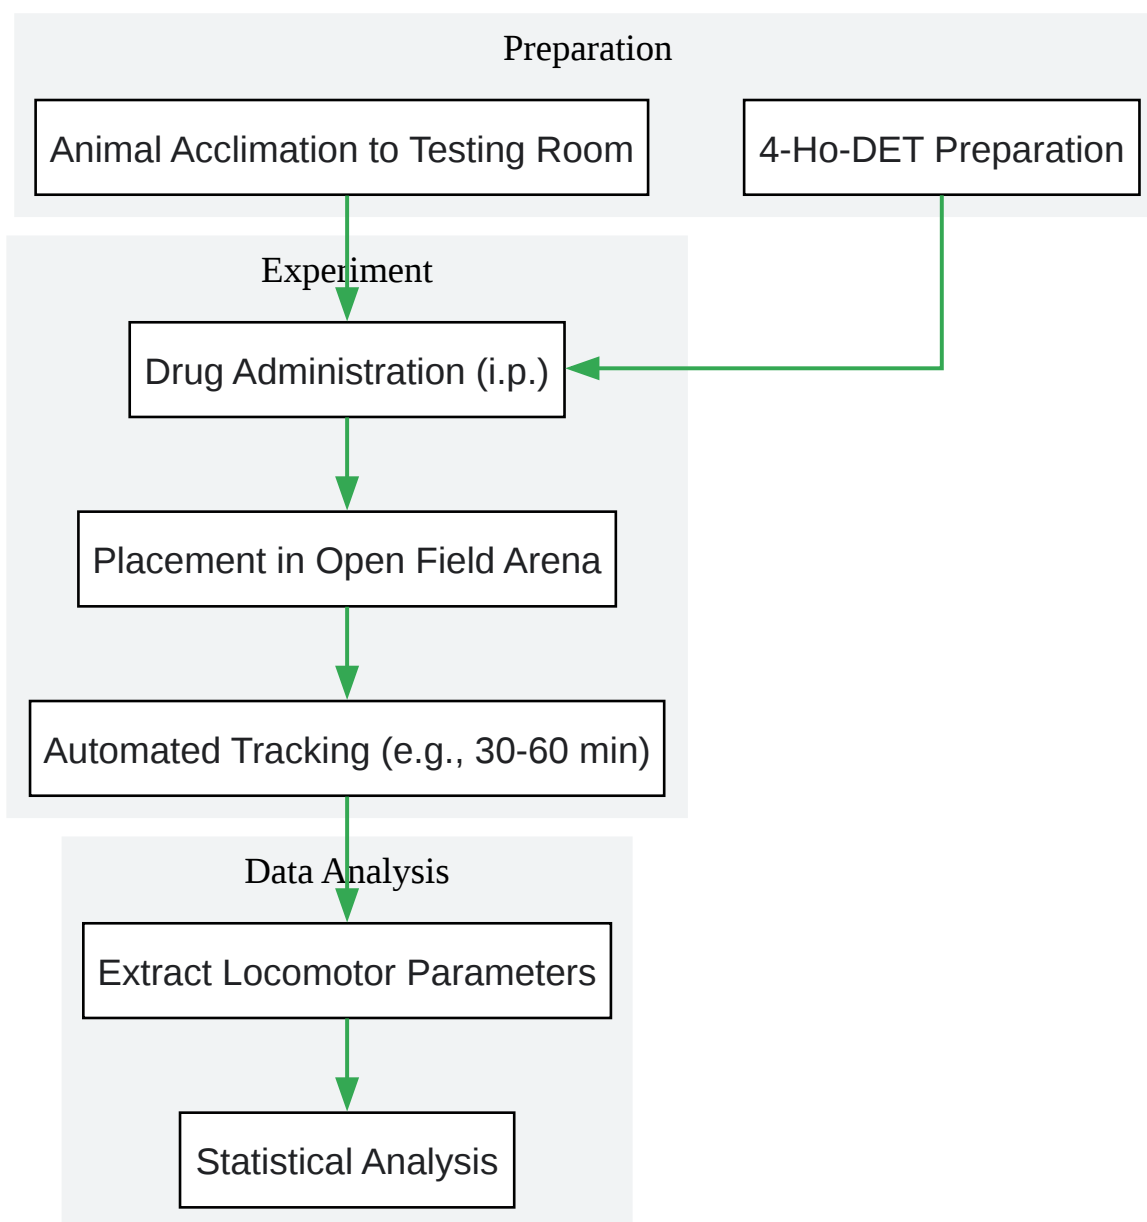 Preparation
Animal Acclimation to Testing Room
4-Ho-DET Preparation
Experiment
Drug Administration (i.p.)
Placement in Open Field Arena
Automated Tracking (e.g., 30-60 min)
Data Analysis
Extract Locomotor Parameters
Statistical Analysis